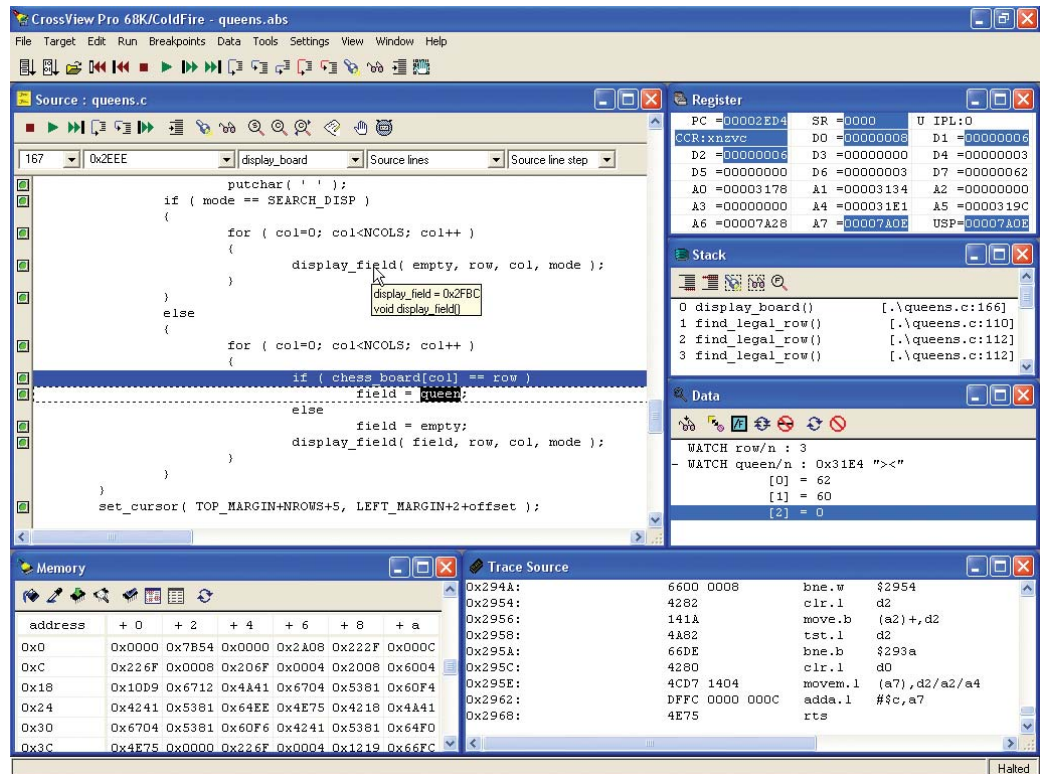 CrossView Pro 68K/ColdFire - queens.abs
File Target Edit Run Breakpoints Data Tools Settings View Window Help
Source : queens.c
167 0x2EEE display_board Source lines Source line step
putchar( ' ' );
if ( mode == SEARCH_DISP )
{
for ( col=0; col<NCOLS; col++ )
{
display_field( empty, row, col, mode );
}
display_field = 0x2FBC
void display_field()
}
else
{
for ( col=0; col<NCOLS; col++ )
{
if ( chess_board[col] == row )
field = queen;
else
field = empty;
display_field( field, row, col, mode );
}
}
}
set_cursor( TOP_MARGIN+NROWS+5, LEFT_MARGIN+2+offset );
Register
PC =00002ED4 SR =0000 U IPL:0
CCR:xnzvc D0 =00000008 D1 =00000006
D2 =00000006 D3 =00000000 D4 =00000003
D5 =00000000 D6 =00000003 D7 =00000062
A0 =00003178 A1 =00003134 A2 =00000000
A3 =00000000 A4 =000031E1 A5 =0000319C
A6 =00007A28 A7 =00007A0E USP=00007A0E
Stack
0 display_board() [.\queens.c:166]
1 find_legal_row() [.\queens.c:110]
2 find_legal_row() [.\queens.c:112]
3 find_legal_row() [.\queens.c:112]
Data
WATCH row/n : 3
- WATCH queen/n : 0x31E4 "><"
[0] = 62
[1] = 60
[2] = 0
Memory
address + 0 + 2 + 4 + 6 + 8 + a
0x0 0x0000 0x7B54 0x0000 0x2A08 0x222F 0x000C
0xC 0x226F 0x0008 0x206F 0x0004 0x2008 0x6004
0x18 0x10D9 0x6712 0x4A41 0x6704 0x5381 0x60F4
0x24 0x4241 0x5381 0x64EE 0x4E75 0x4218 0x4A41
0x30 0x6704 0x5381 0x60F6 0x4241 0x5381 0x64F0
0x3C 0x4E75 0x0000 0x226F 0x0004 0x1219 0x66FC
Trace Source
0x294A: 6600 0008 bne.w $2954
0x2954: 4282 clr.l d2
0x2956: 141A move.b (a2)+,d2
0x2958: 4A82 tst.l d2
0x295A: 66DE bne.b $293a
0x295C: 4280 clr.l d0
0x295E: 4CD7 1404 movem.l (a7),d2/a2/a4
0x2962: DFFC 0000 000C adda.l #$c,a7
0x2968: 4E75 rts
Halted